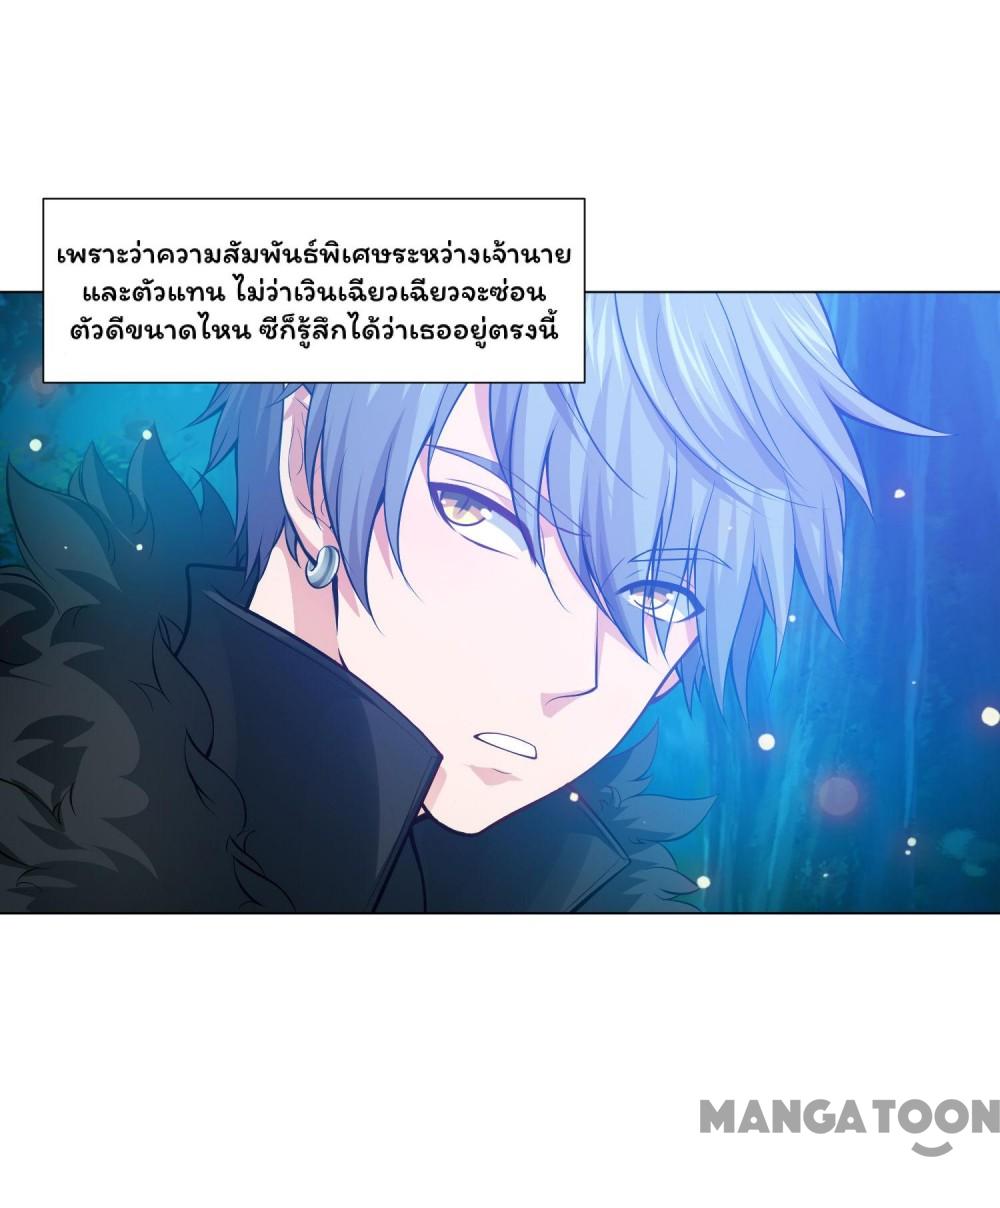 เพราะว่าความสัมพันธ์พิเศษระหว่างเจ้านาย
และตัวแทน ไม่ว่าเวินเฉียวเฉียวจะซ่อน
ตัวดีขนาดไหน ซีก็รู้สึกได้ว่าเธออยู่ตรงนี้
MANGATOON